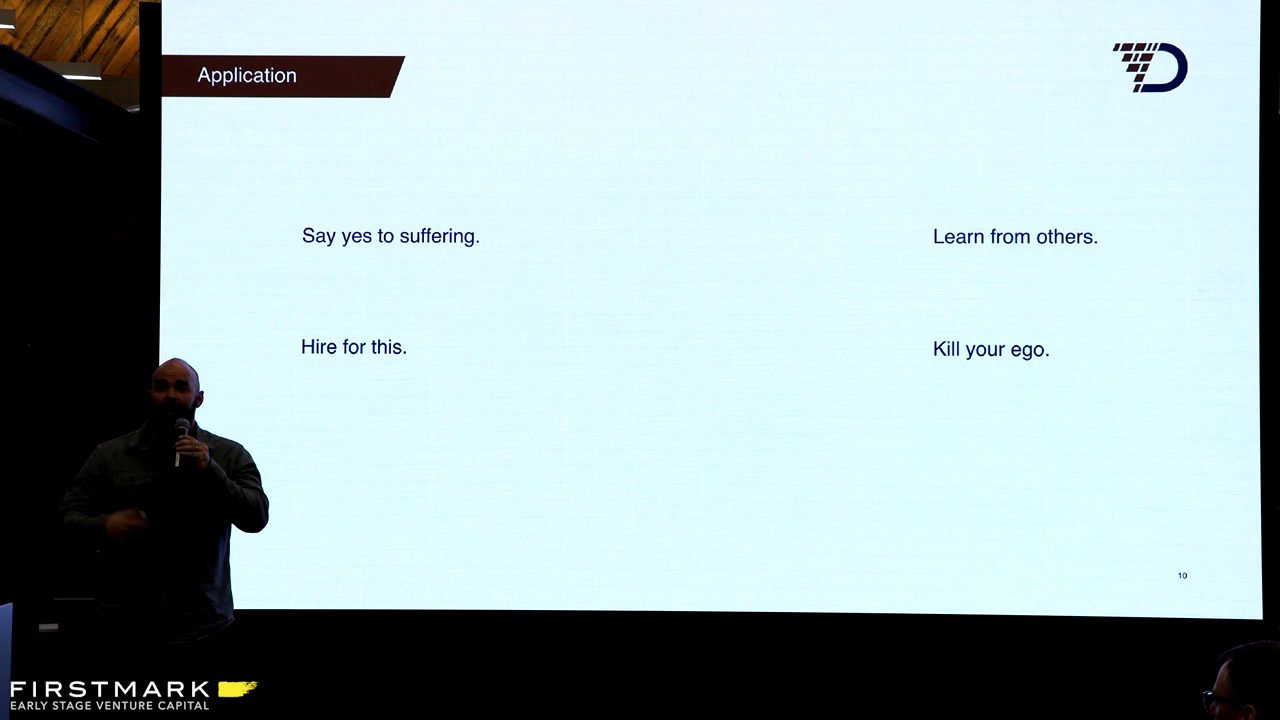 Application
Say yes to suffering.
Learn from others.
Hire for this.
Kill your ego.
10
FIRSTMARK
EARLY STAGE VENTURE CAPITAL